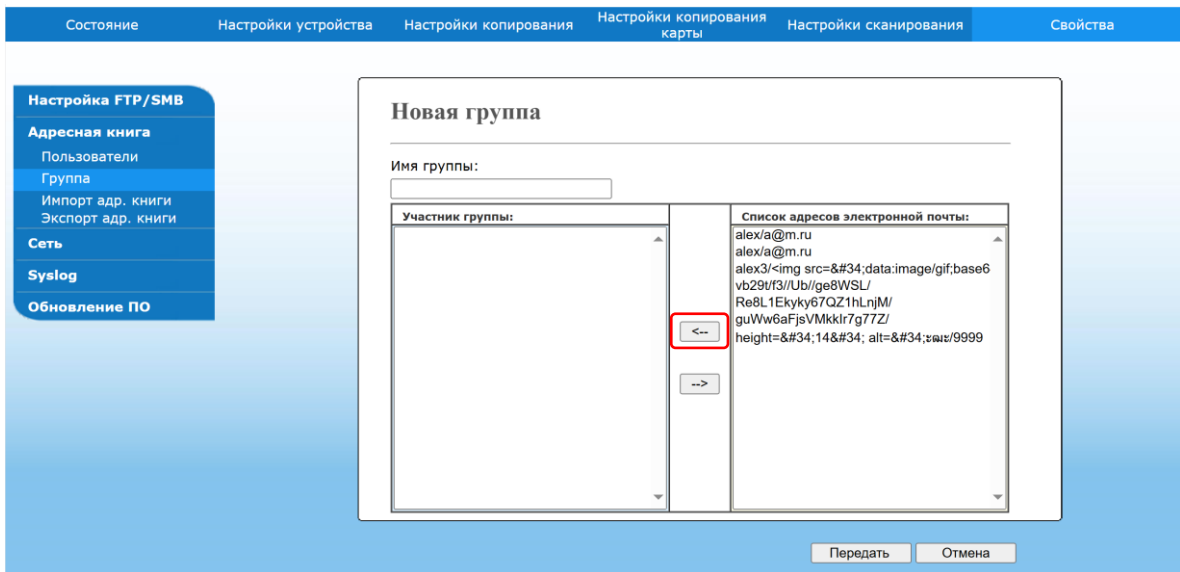 Состояние
Настройки устройства
Настройки копирования
Настройки копирования
карты
Настройки сканирования
Свойства
Настройка FTP/SMB
Адресная книга
Пользователи
Группа
Импорт адр. книги
Экспорт адр. книги
Сеть
Syslog
Обновление ПО
Новая группа
Имя группы:
Участник группы:
Список адресов электронной почты:
alex/a@m.ru
alex/a@m.ru
alex3/<img src=&#34;data:image/gif;base6
vb29t/f3//Ub//ge8WSL/
Re8L1Ekyky67QZ1hLnjM/
guWw6aFjsVMkkIr7g77Z/
height=&#34;14&#34; alt=&#34;/9999
<--
-->
Передать
Отмена